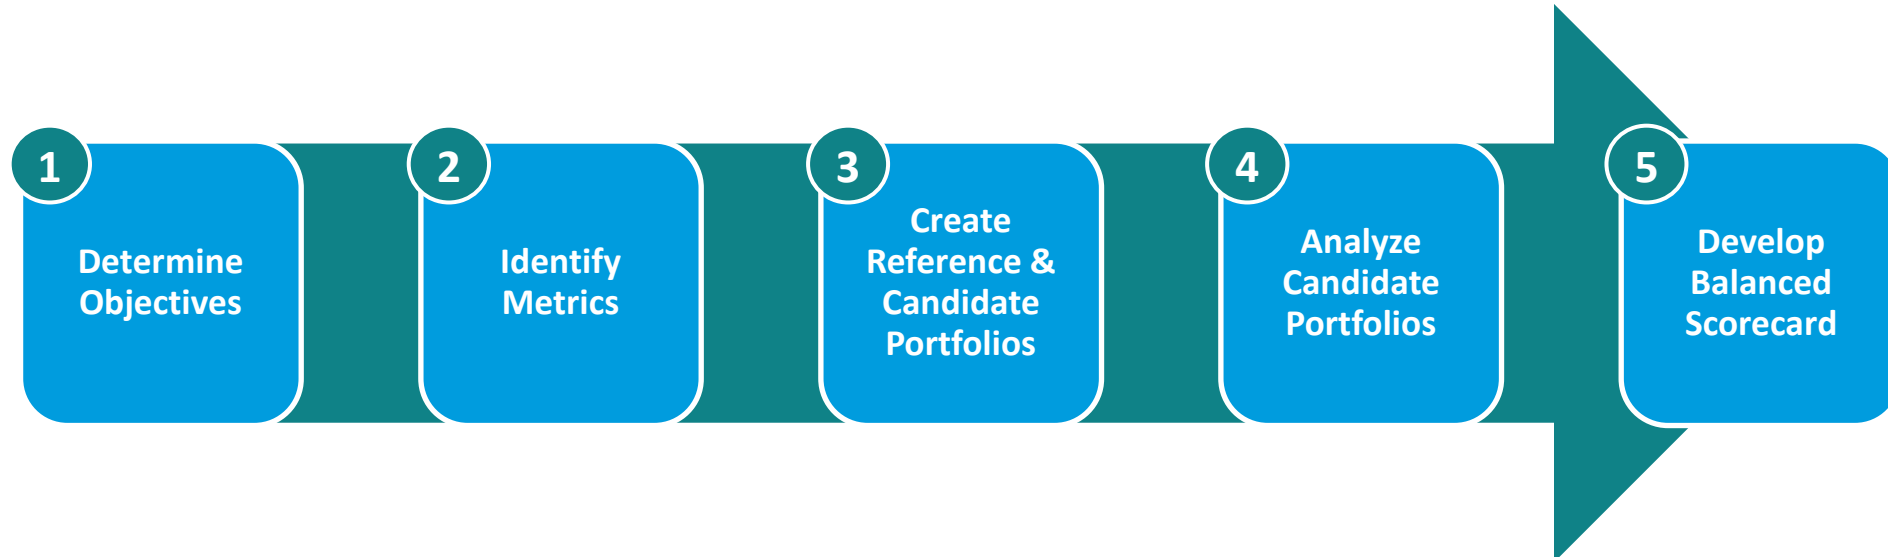 1
Determine
Objectives
2
Identify
Metrics
3
Create
Reference &
Candidate
Portfolios
4
Analyze
Candidate
Portfolios
5
Develop
Balanced
Scorecard